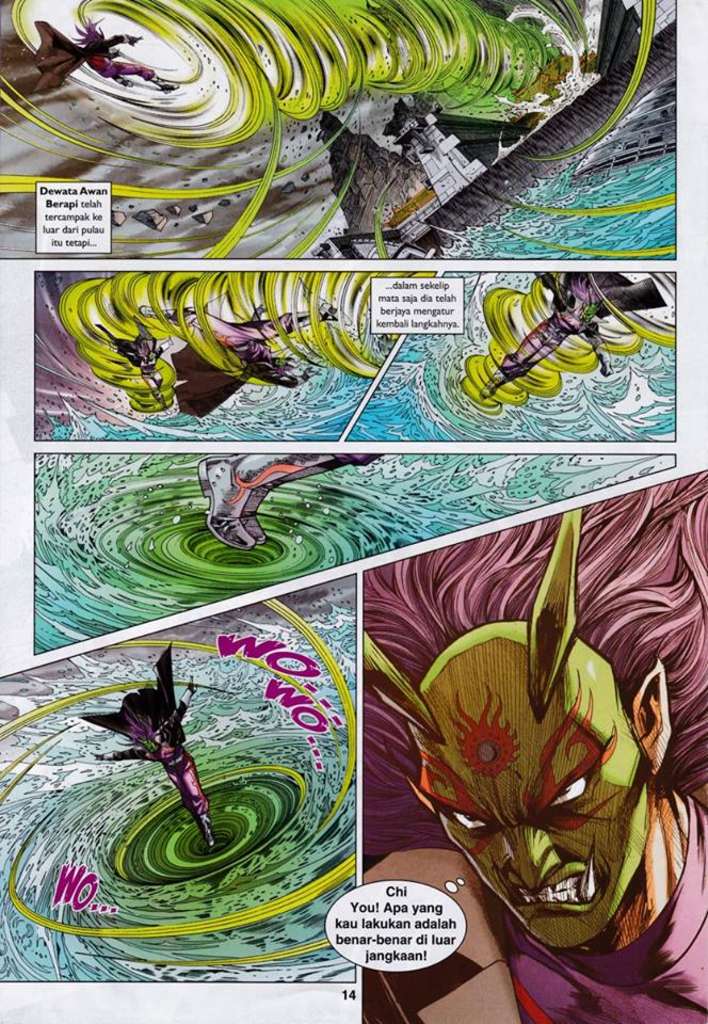 Dewata Awan
Berapi telah
tercampak ke
luar dari pulau
itu tetapi...
...dalam sekelip
mata saja dia telah
berjaya mengatur
kembali langkahnya.
WO...
WO...
WO...
Chi
You! Apa yang
kau lakukan adalah
benar-benar di luar
jangkaan!
14